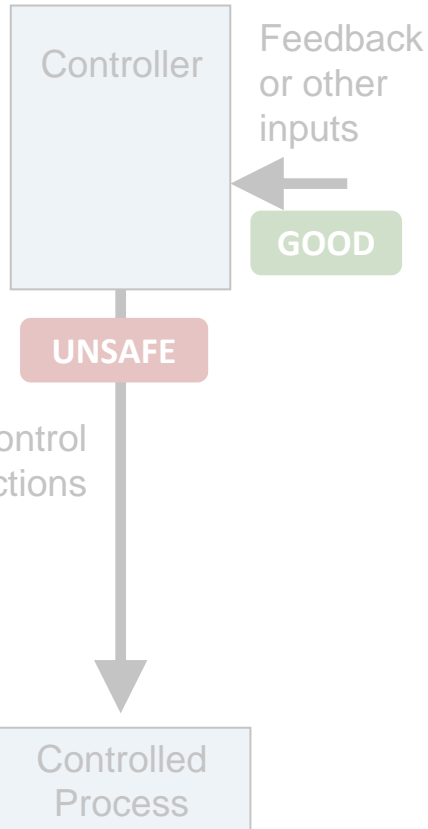 Controller
Feedback
or other
inputs
GOOD
UNSAFE
ontrol
ctions
Controlled
Process